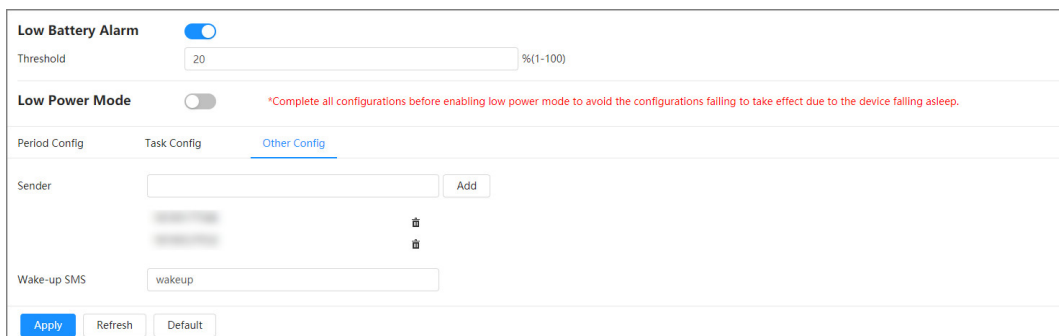 Low Battery Alarm
Threshold 20 %(1-100)
Low Power Mode *Complete all configurations before enabling low power mode to avoid the configurations failing to take effect due to the device falling asleep.
Period Config Task Config Other Config
Sender Add
Wake-up SMS wakeup
Apply Refresh Default